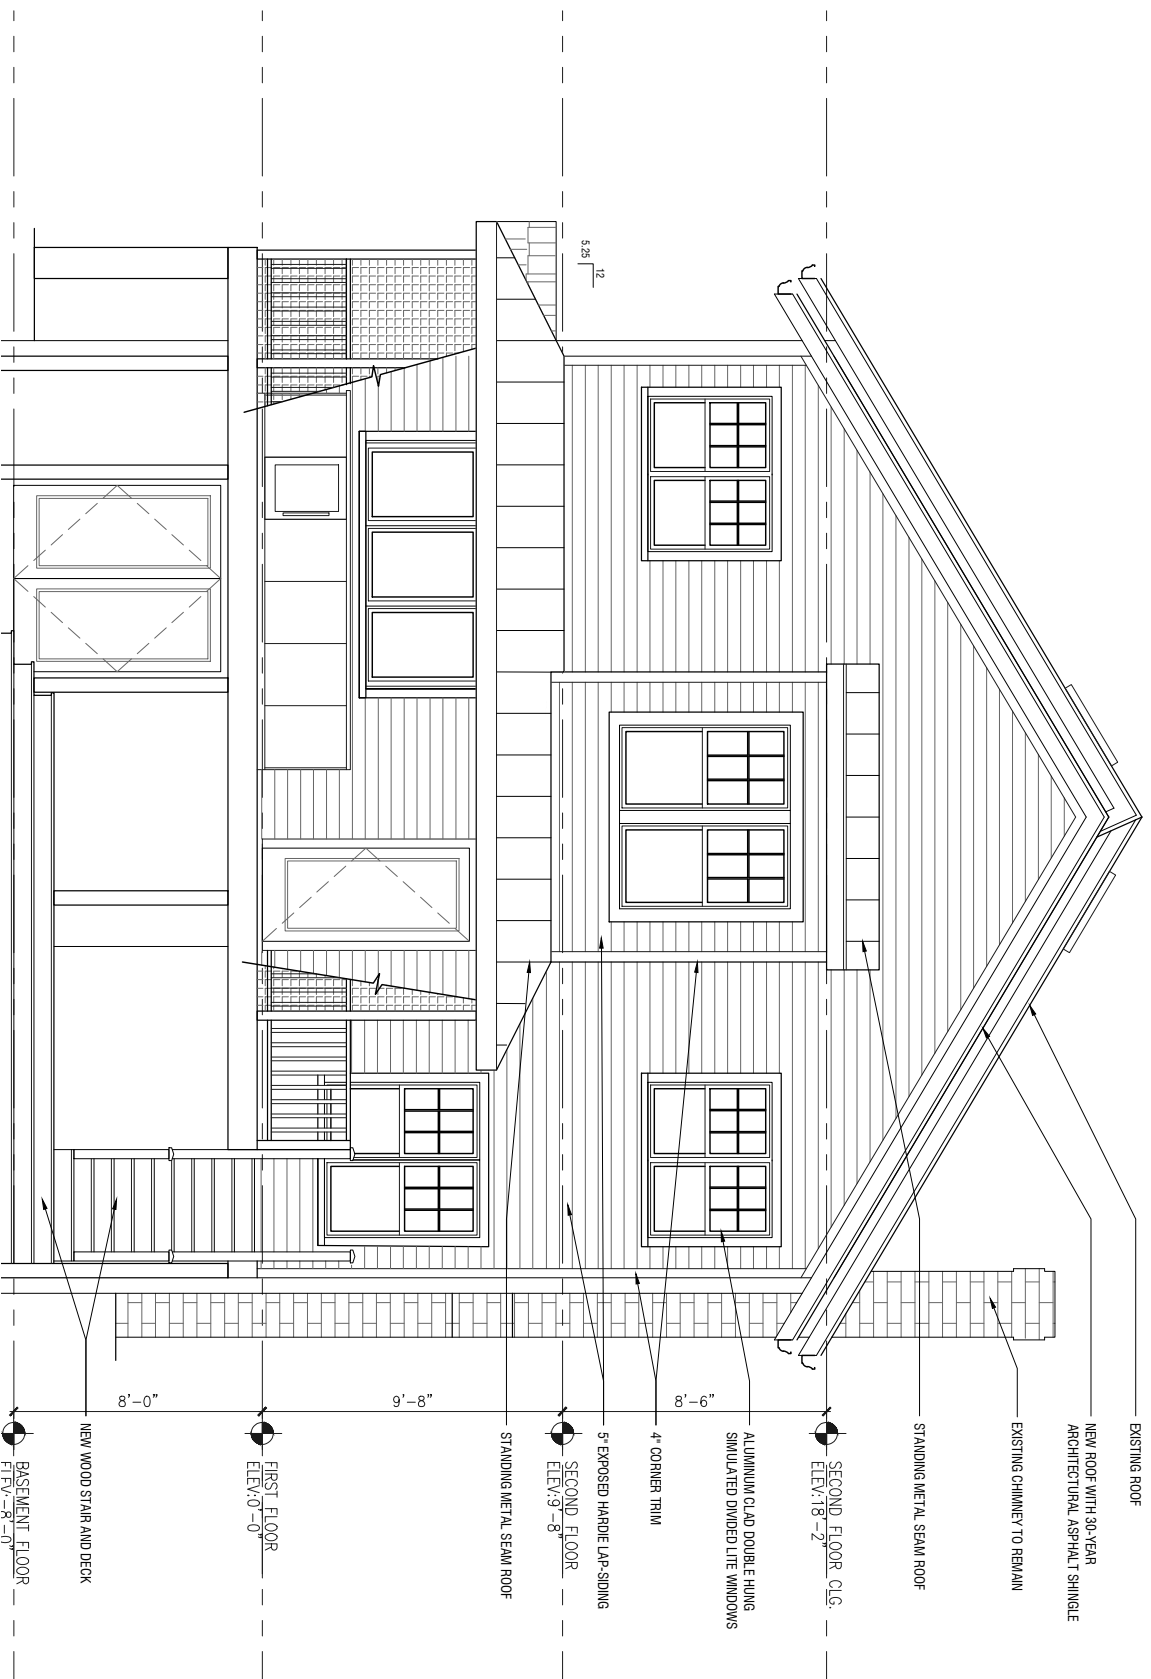 EXISTING ROOF
NEW ROOF WITH 30-YEAR
ARCHITECTURAL ASPHALT SHINGLE
EXISTING CHIMNEY TO REMAIN
STANDING METAL SEAM ROOF
SECOND FLOOR CLG.
ELEV:18'-2"
ALUMINUM CLAD DOUBLE HUNG
SIMULATED DIVIDED LITE WINDOWS
4" CORNER TRIM
5" EXPOSED HARDIE LAP-SIDING
SECOND FLOOR
ELEV:9'-8"
STANDING METAL SEAM ROOF
FIRST FLOOR
ELEV:0'-0"
NEW WOOD STAIR AND DECK
BASEMENT FLOOR
ELEV:-8'-0"
8'-6"
9'-8"
8'-0"
12
5.25